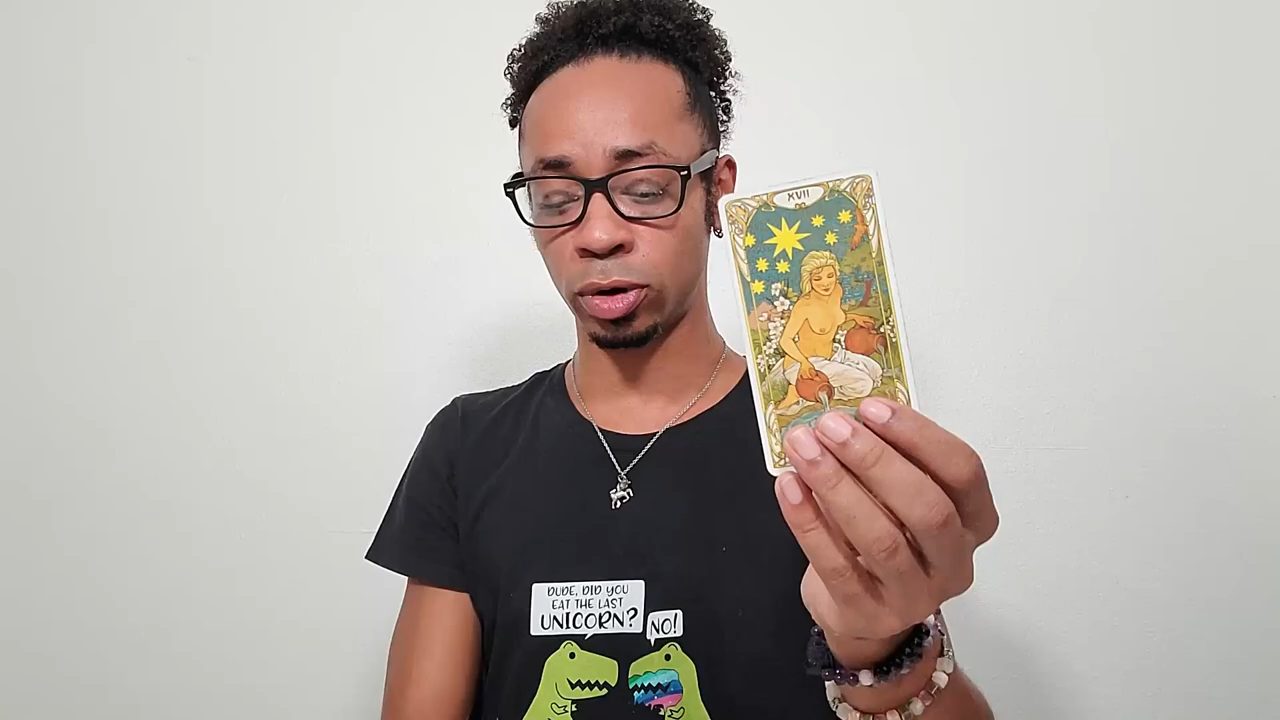 XVII
DUDE, DID YOU
EAT THE LAST
UNICORN?
NO!